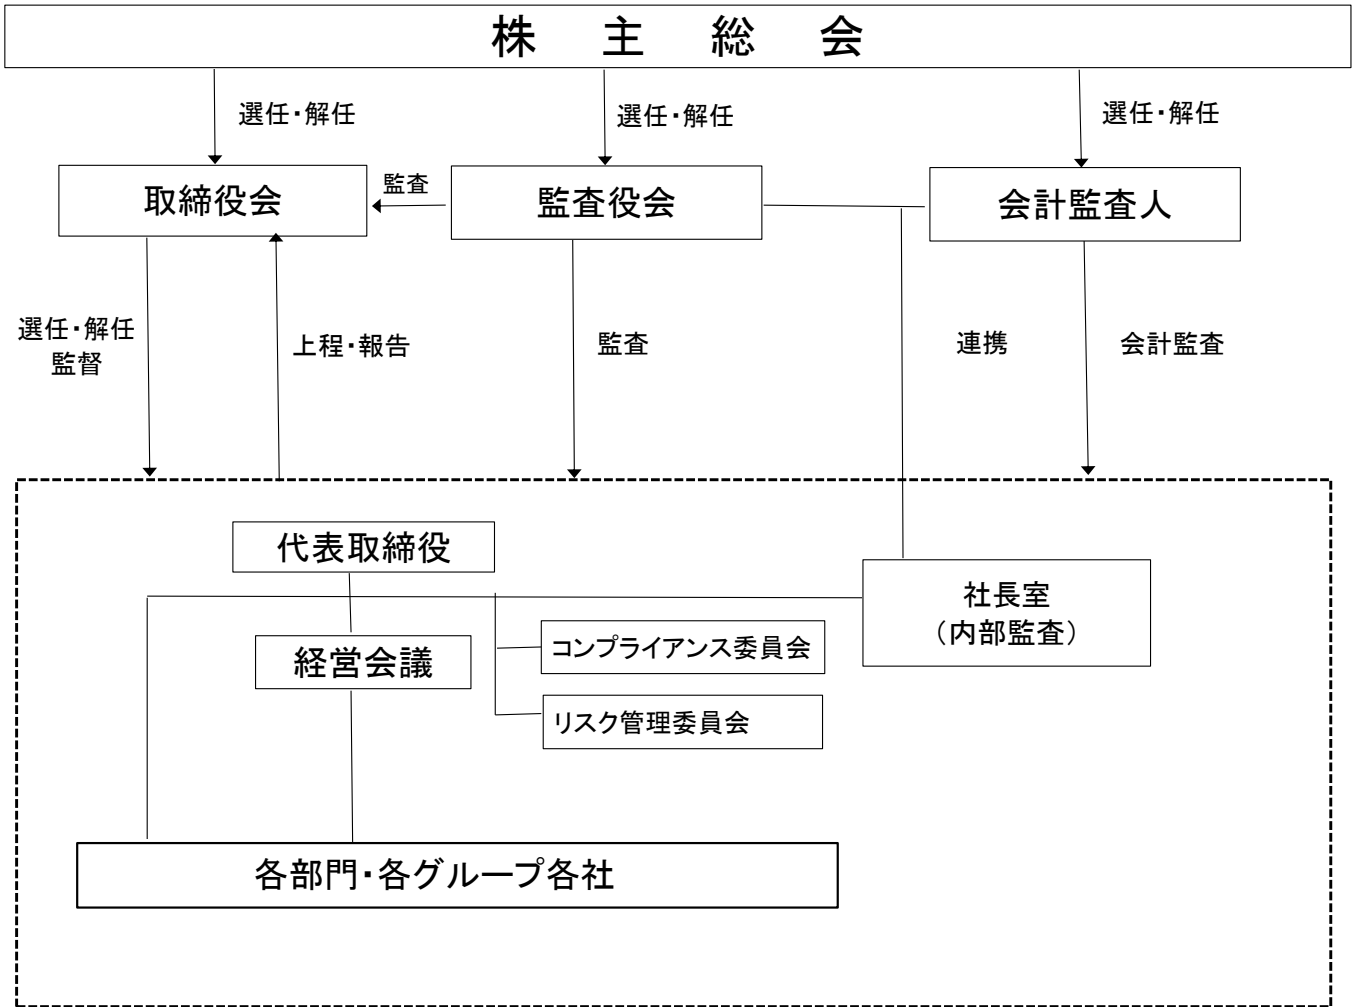 株主総会
選任・解任
選任・解任
選任・解任
取締役会
監査
監査役会
会計監査人
選任・解任
監督
上程・報告
監査
連携
会計監査
代表取締役
社長室
（内部監査）
コンプライアンス委員会
経営会議
リスク管理委員会
各部門・各グループ各社